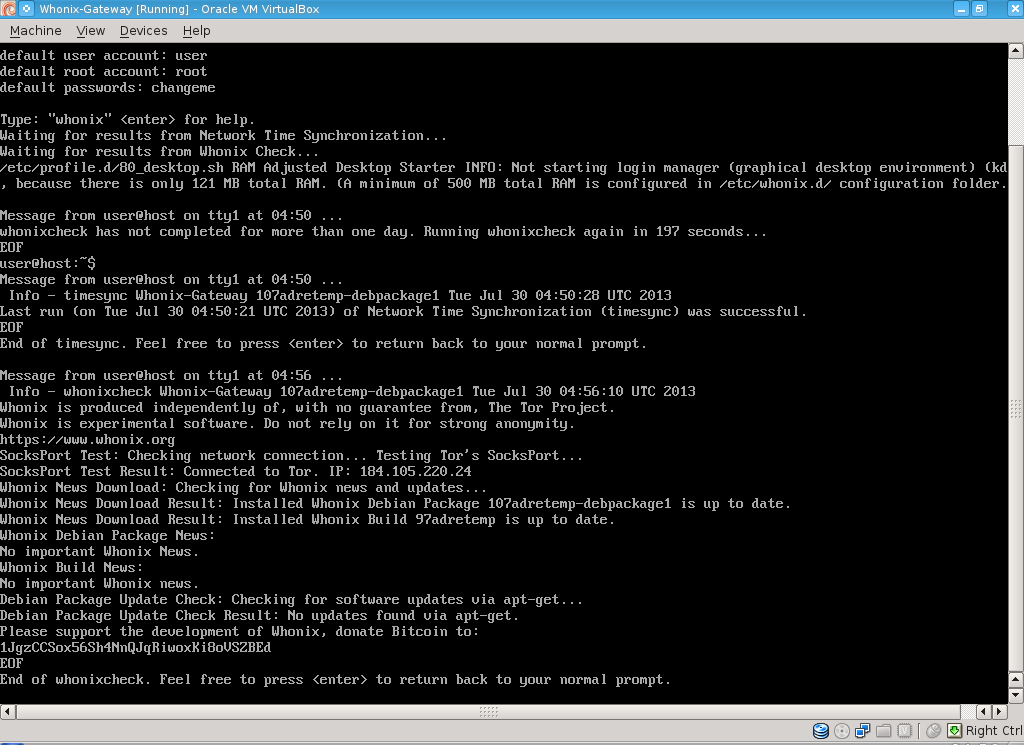 Whonix-Gateway [Running] - Oracle VM VirtualBox
Machine View Devices Help
default user account: user
default root account: root
default passwords: changeme
Type: "whonix" <enter> for help.
Waiting for results from Network Time Synchronization...
Waiting for results from Whonix Check...
/etc/profile.d/80_desktop.sh RAM Adjusted Desktop Starter INFO: Not starting login manager (graphical desktop environment) (kd
, because there is only 121 MB total RAM. (A minimum of 500 MB total RAM is configured in /etc/whonix.d/ configuration folder.
Message from user@host on tty1 at 04:50 ...
whonixcheck has not completed for more than one day. Running whonixcheck again in 197 seconds...
EOF
user@host:~$
Message from user@host on tty1 at 04:50 ...
Info - timesync Whonix-Gateway 107adretemp-debpackage1 Tue Jul 30 04:50:28 UTC 2013
Last run (on Tue Jul 30 04:50:21 UTC 2013) of Network Time Synchronization (timesync) was successful.
EOF
End of timesync. Feel free to press <enter> to return back to your normal prompt.
Message from user@host on tty1 at 04:56 ...
Info - whonixcheck Whonix-Gateway 107adretemp-debpackage1 Tue Jul 30 04:56:10 UTC 2013
Whonix is produced independently of, with no guarantee from, The Tor Project.
Whonix is experimental software. Do not rely on it for strong anonymity.
https://www.whonix.org
SocksPort Test: Checking network connection... Testing Tor's SocksPort...
SocksPort Test Result: Connected to Tor. IP: 184.105.220.24
Whonix News Download: Checking for Whonix news and updates...
Whonix News Download Result: Installed Whonix Debian Package 107adretemp-debpackage1 is up to date.
Whonix News Download Result: Installed Whonix Build 97adretemp is up to date.
Whonix Debian Package News:
No important Whonix News.
Whonix Build News:
No important Whonix news.
Debian Package Update Check: Checking for software updates via apt-get...
Debian Package Update Check Result: No updates found via apt-get.
Please support the development of Whonix, donate Bitcoin to:
1JgzCCSox56Sh4NnQJqRiwoxKi8oVSZBEd
EOF
End of whonixcheck. Feel free to press <enter> to return back to your normal prompt.
Right Ctrl